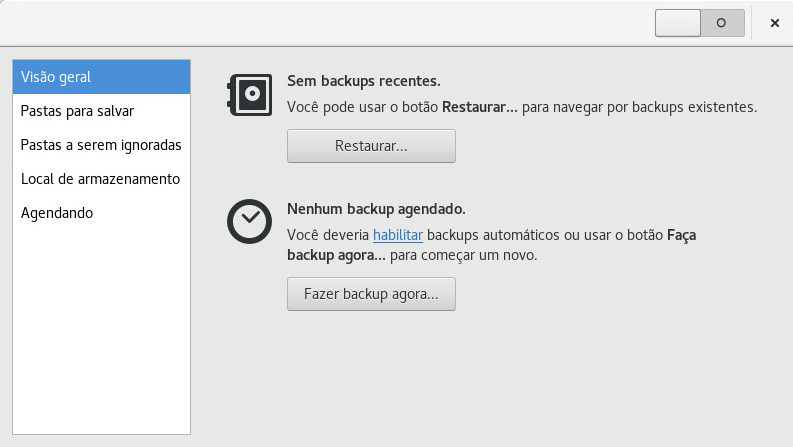 Visão geral
Pastas para salvar
Pastas a serem ignoradas
Local de armazenamento
Agendando
Sem backups recentes.
Você pode usar o botão Restaurar... para navegar por backups existentes.
Restaurar...
Nenhum backup agendado.
Você deveria habilitar backups automáticos ou usar o botão Faça
backup agora... para começar um novo.
Fazer backup agora...